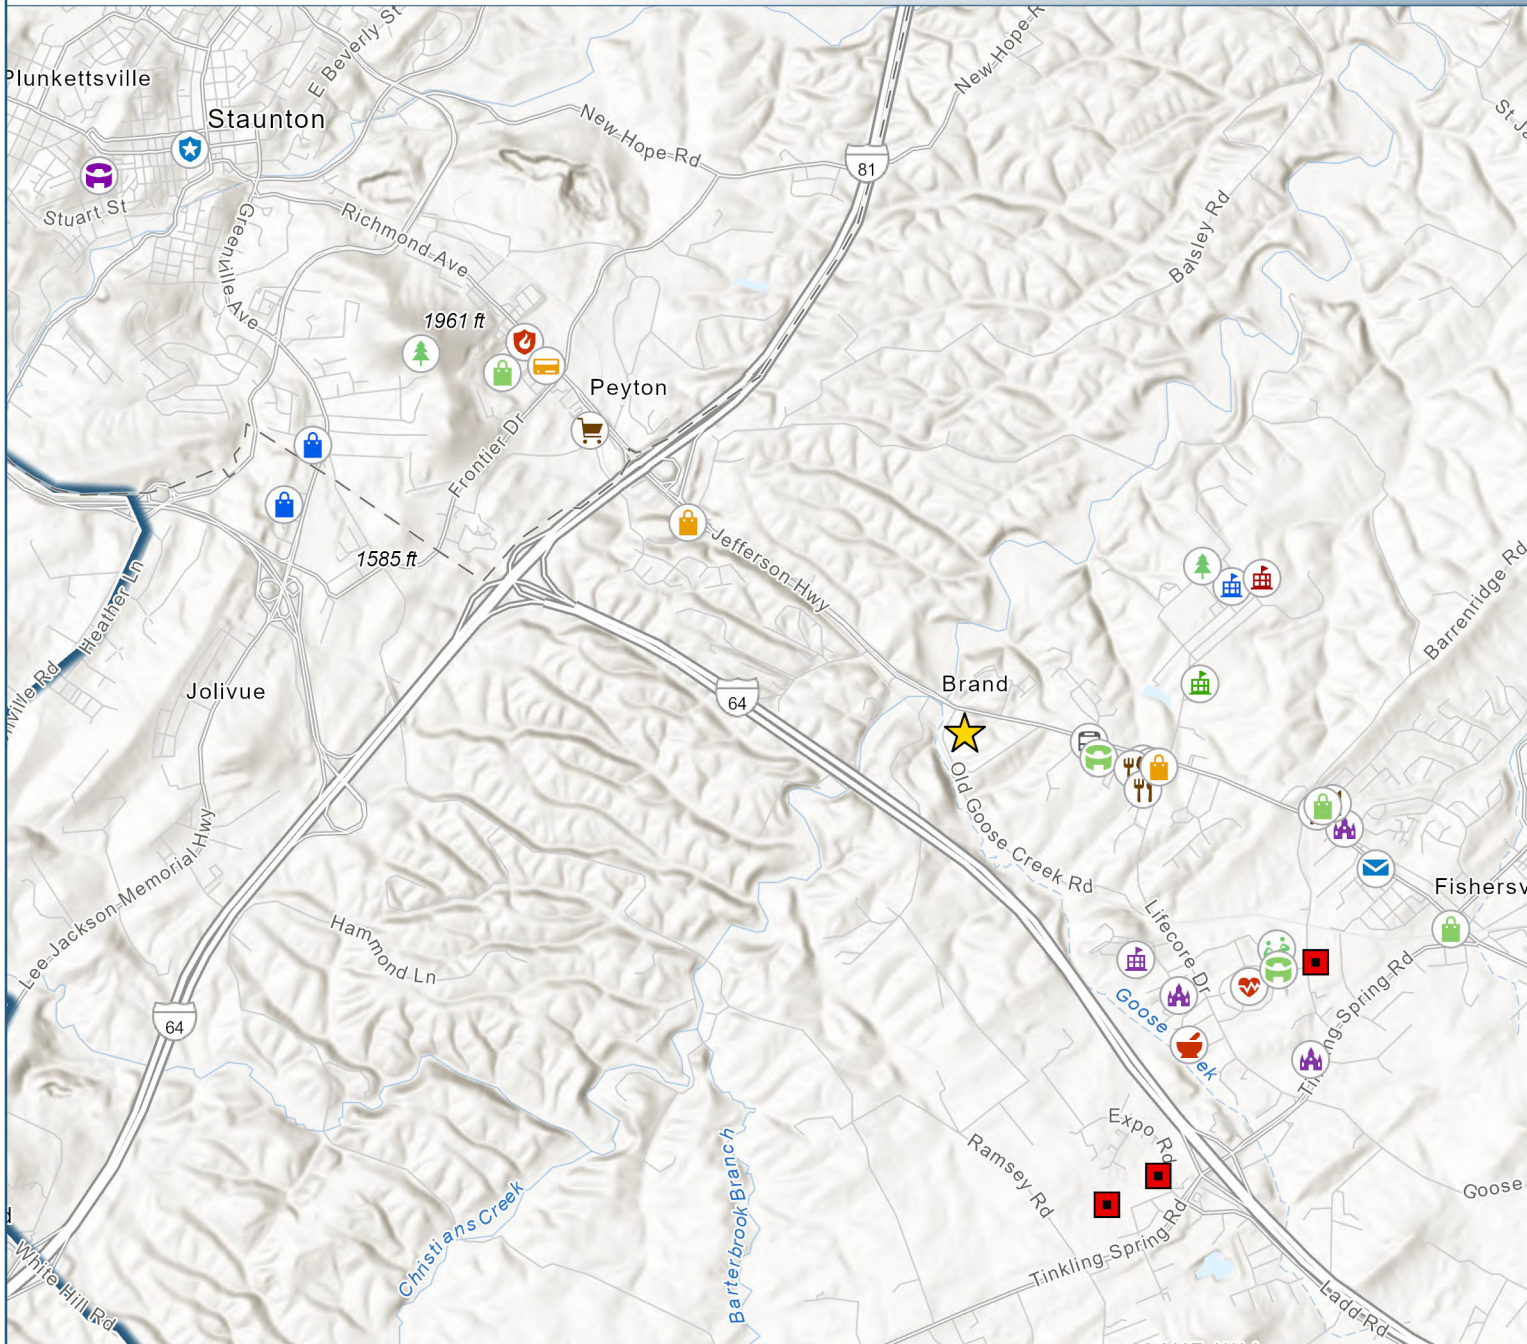 E Beverly St
New Hope Rd
Plunkettsville
Staunton
New Hope Rd
81
Stuart St
Greenville Ave
Richmond Ave
Balsley Rd
1961 ft
Peyton
Frontier Dr
Jefferson Hwy
1585 ft
Heather Ln
Barrenridge Rd
Jolivue
64
Brand
Old Goose Creek Rd
Lee Jackson Memorial Hwy
Hammond Ln
Lifecore Dr
Fishersv
64
Goose
ek
Tinkling Spring Rd
Expo Rd
Ramsey Rd
Barterbrook Branch
Christians Creek
Goose
Tinkling Spring Rd
White Hill Rd
Ladd Rd